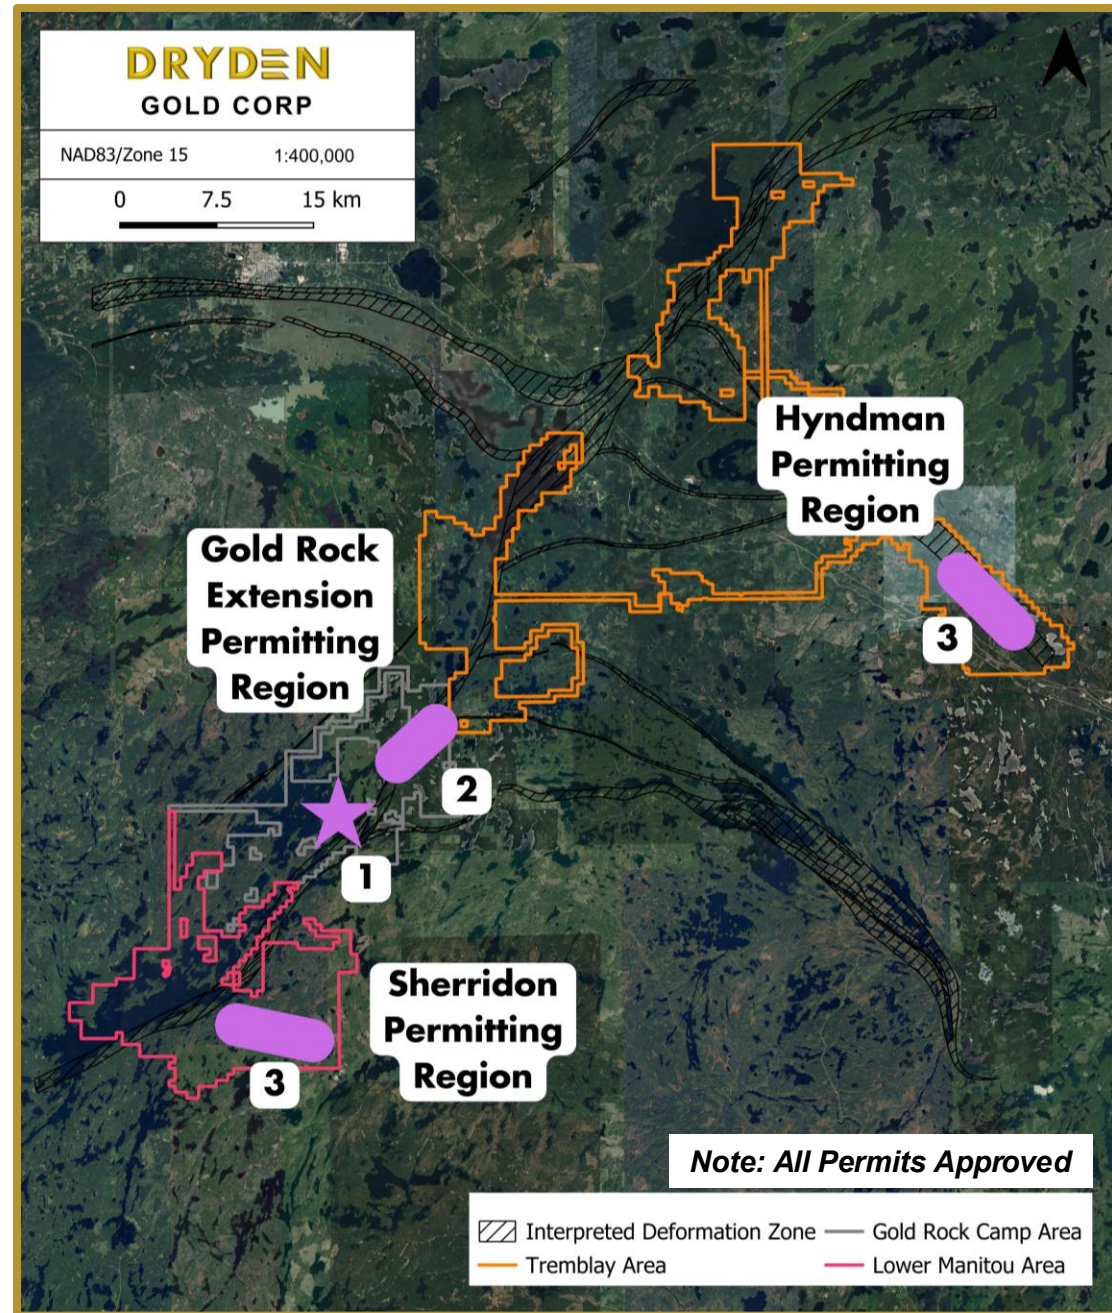 DRYDEN
GOLD CORP
NAD83/Zone 15 1:400,000
0 7.5 15 km
Hyndman
Permitting
Region
Gold Rock
Extension
Permitting
Region
3
2
1
Sherridon
Permitting
Region
3
Note: All Permits Approved
Interpreted Deformation Zone Gold Rock Camp Area
Tremblay Area Lower Manitou Area